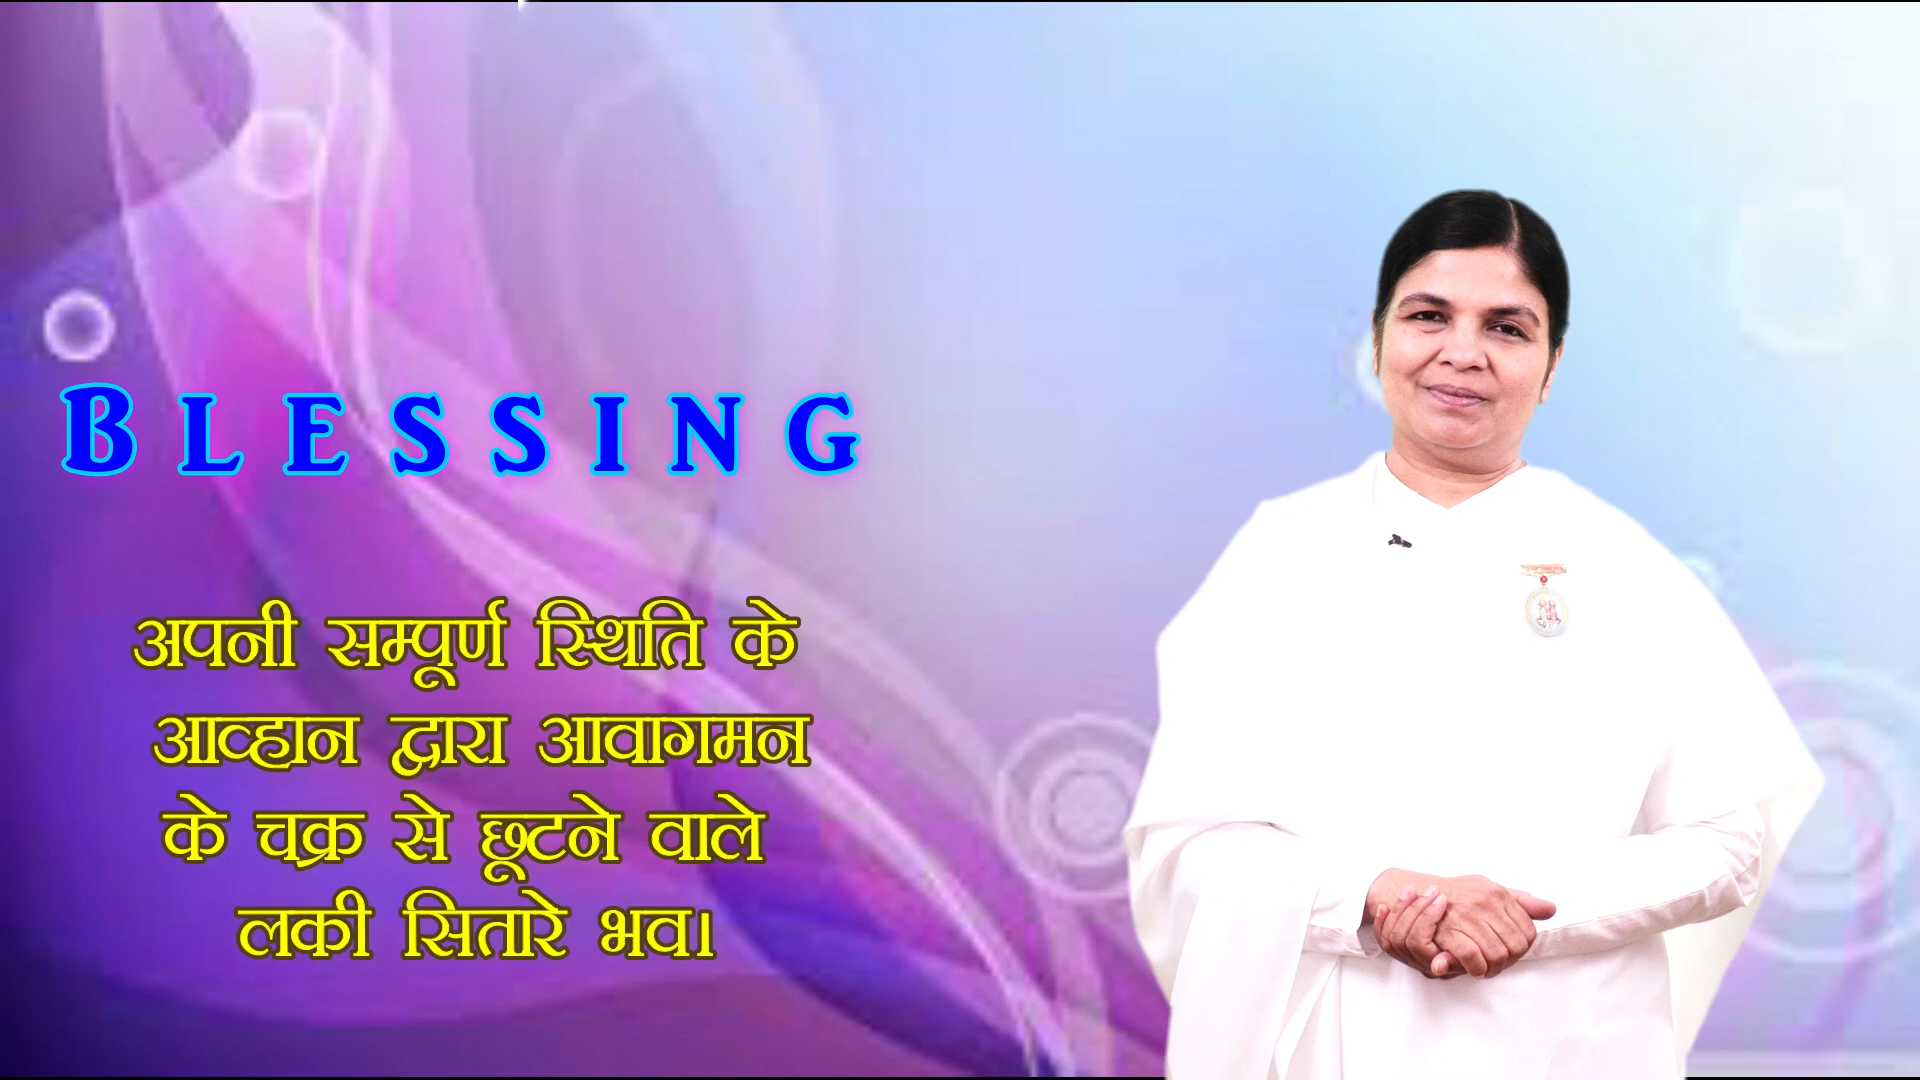 BLESSING
अपनी सम्पूर्ण स्थिति के
आव्हान द्वारा आवागमन
के चक्र से छूटने वाले
लकी सितारे भव।